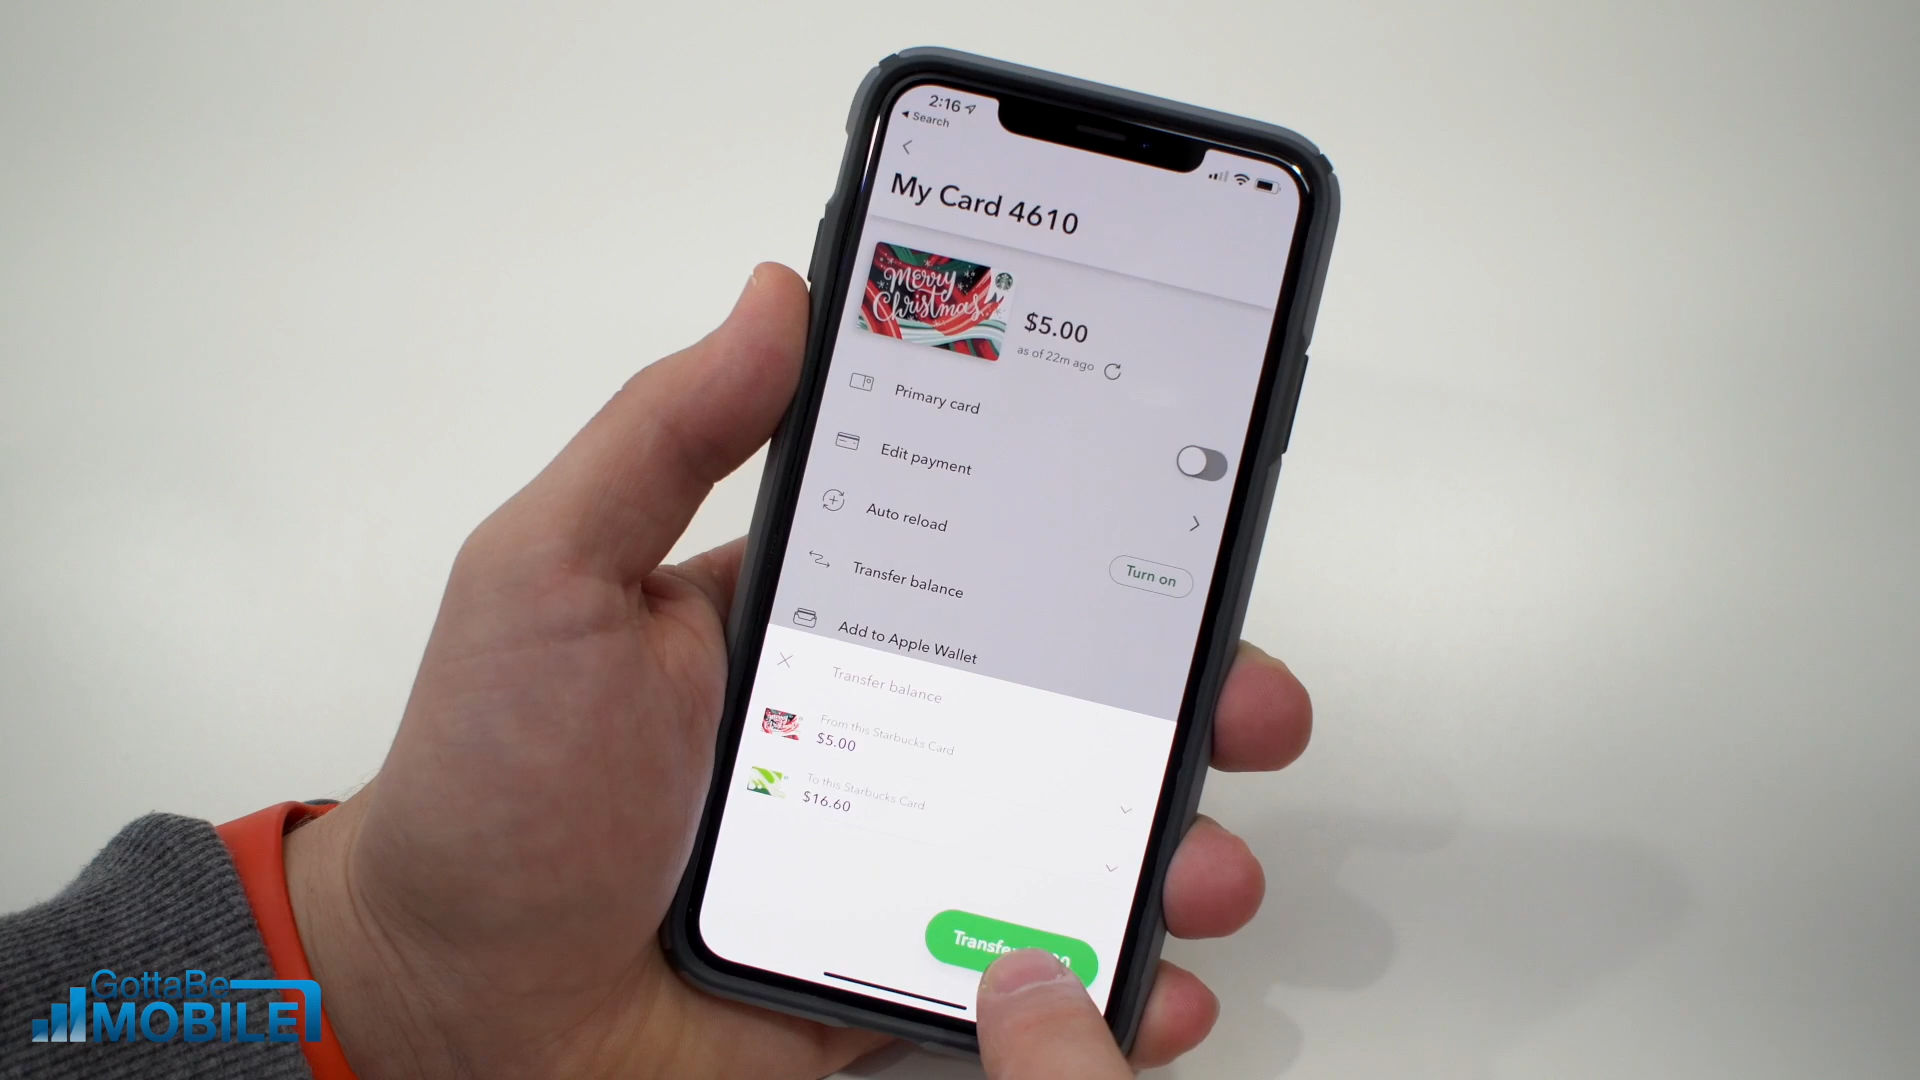 2:16
Search
My Card 4610
Merry
Christmas
$5.00
as of 22m ago
Primary card
Edit payment
Auto reload
Turn on
Transfer balance
Add to Apple Wallet
Transfer balance
From this Starbucks Card
$5.00
To this Starbucks Card
$16.60
GottaBe
MOBILE